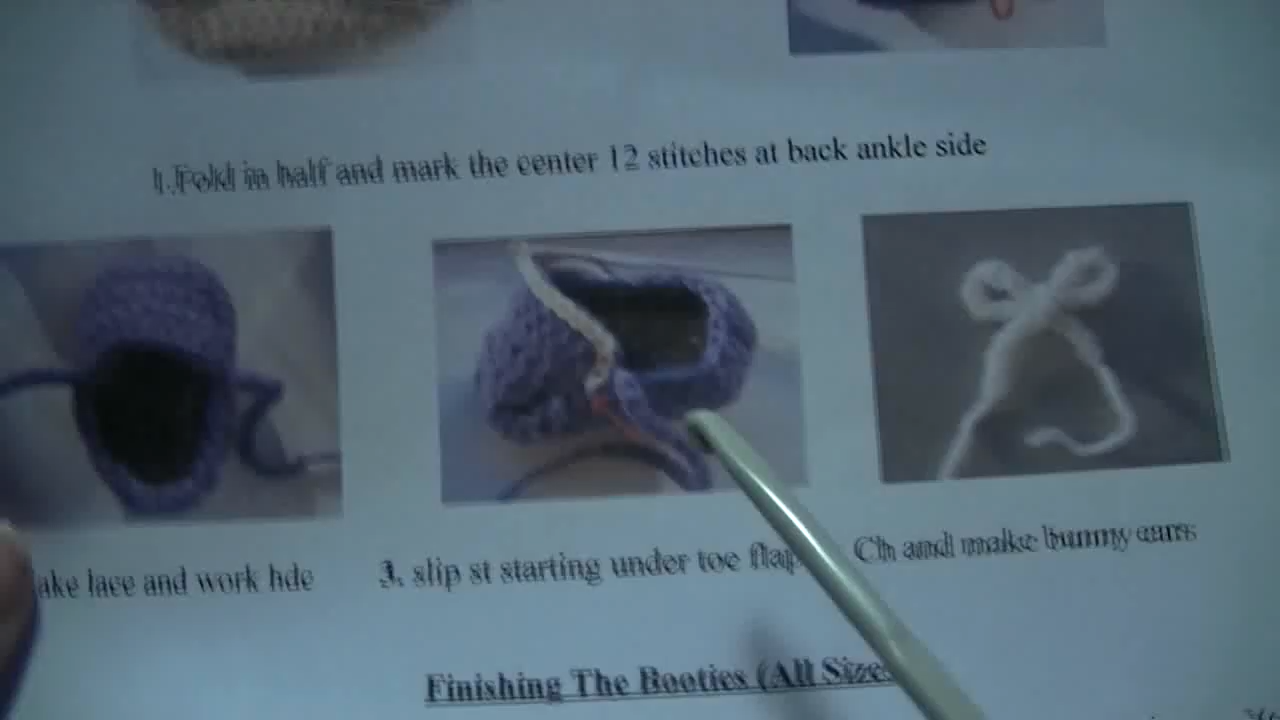 1.Fold in half and mark the center 12 stitches at back ankle side
ake lace and work hdc
3. slip st starting under toe flap
Ch and make bunny ears
Finishing The Booties (All Size